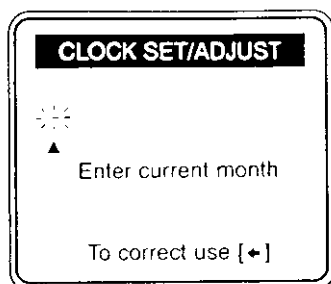 CLOCK SET/ADJUST
--
▲
Enter current month
To correct use [←]